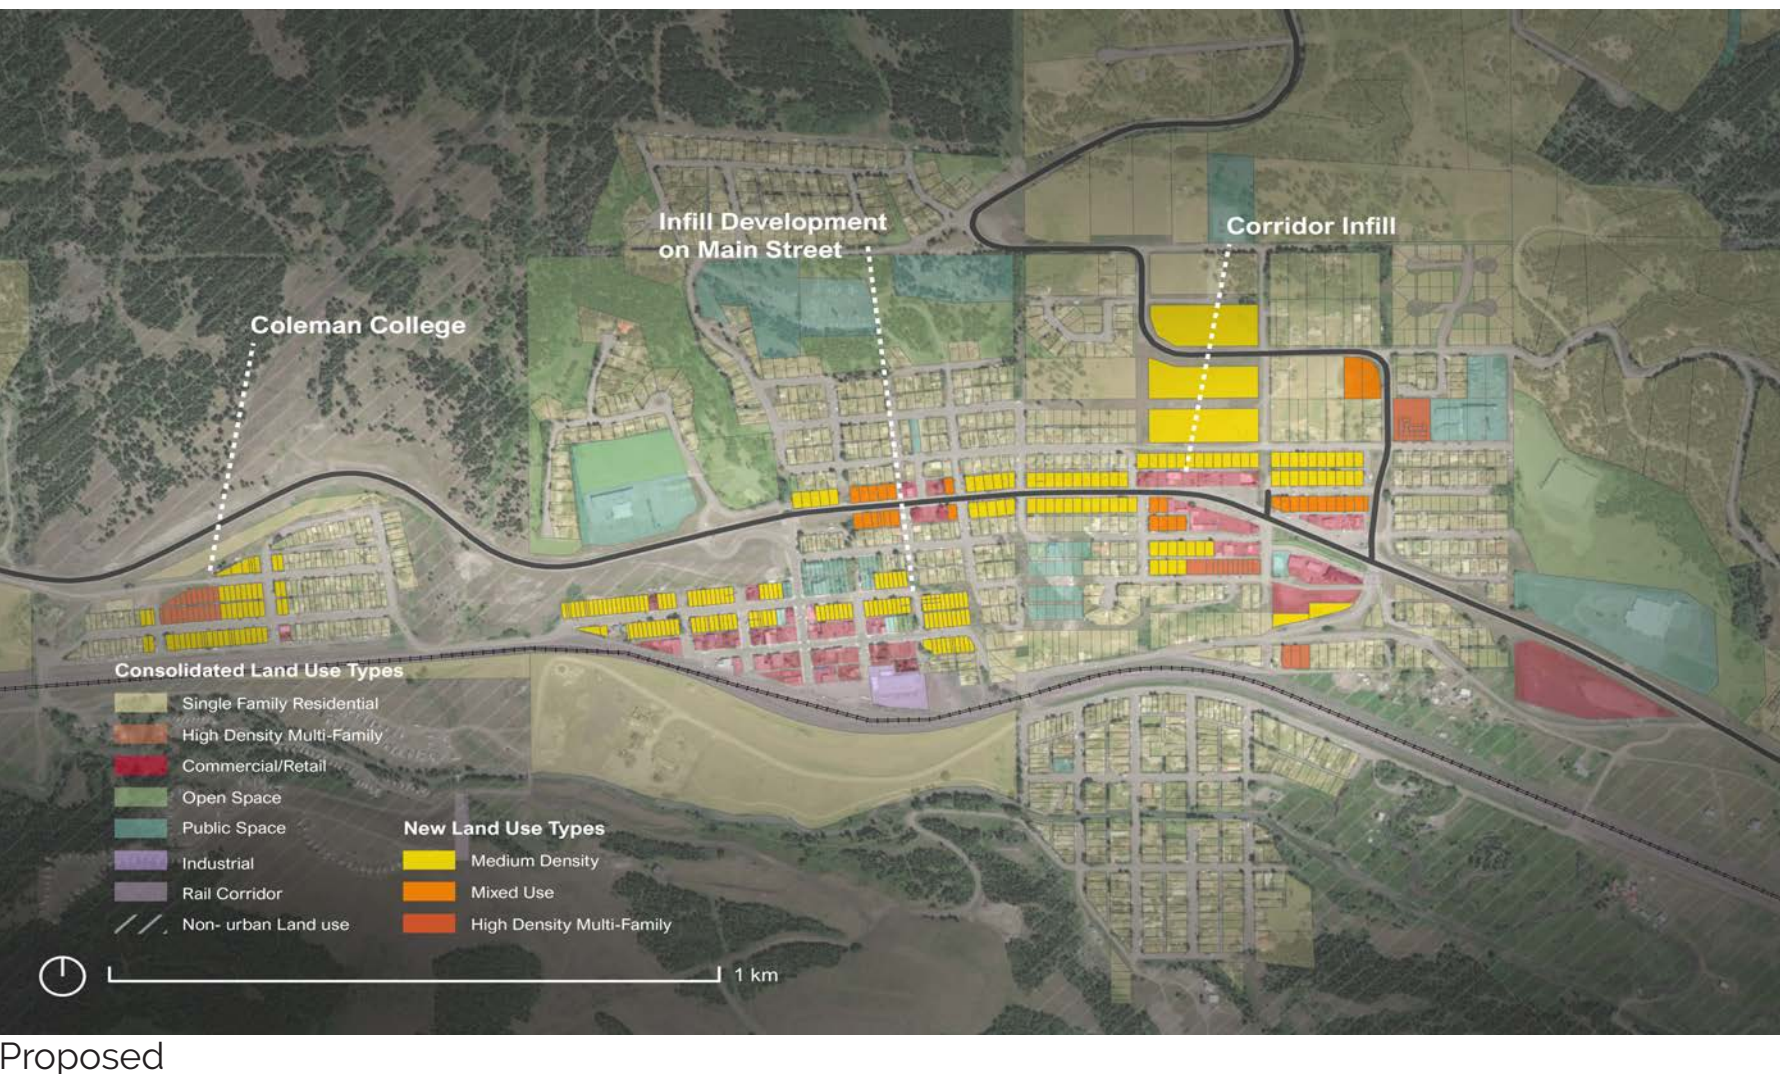 Infill Development
on Main Street
Corridor Infill
Coleman College
Consolidated Land Use Types
Single Family Residential
High Density Multi-Family
Commercial/Retail
Open Space
Public Space
Industrial
Rail Corridor
Non- urban Land use
New Land Use Types
Medium Density
Mixed Use
High Density Multi-Family
1 km
Proposed